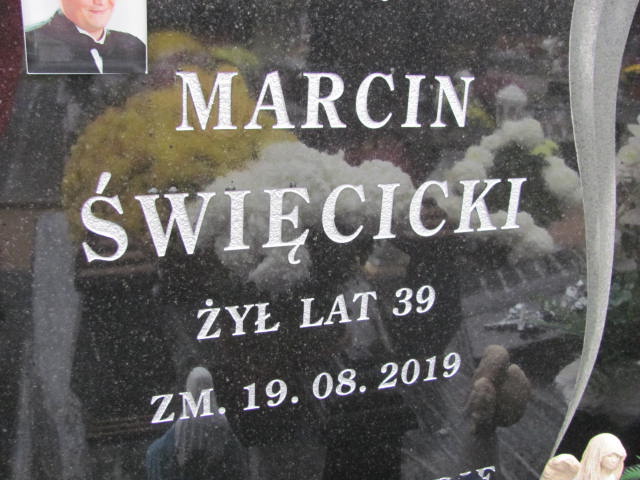 MARCIN
ŚWIĘCICKI
ŻYŁ LAT 39
ZM. 19. 08. 2019